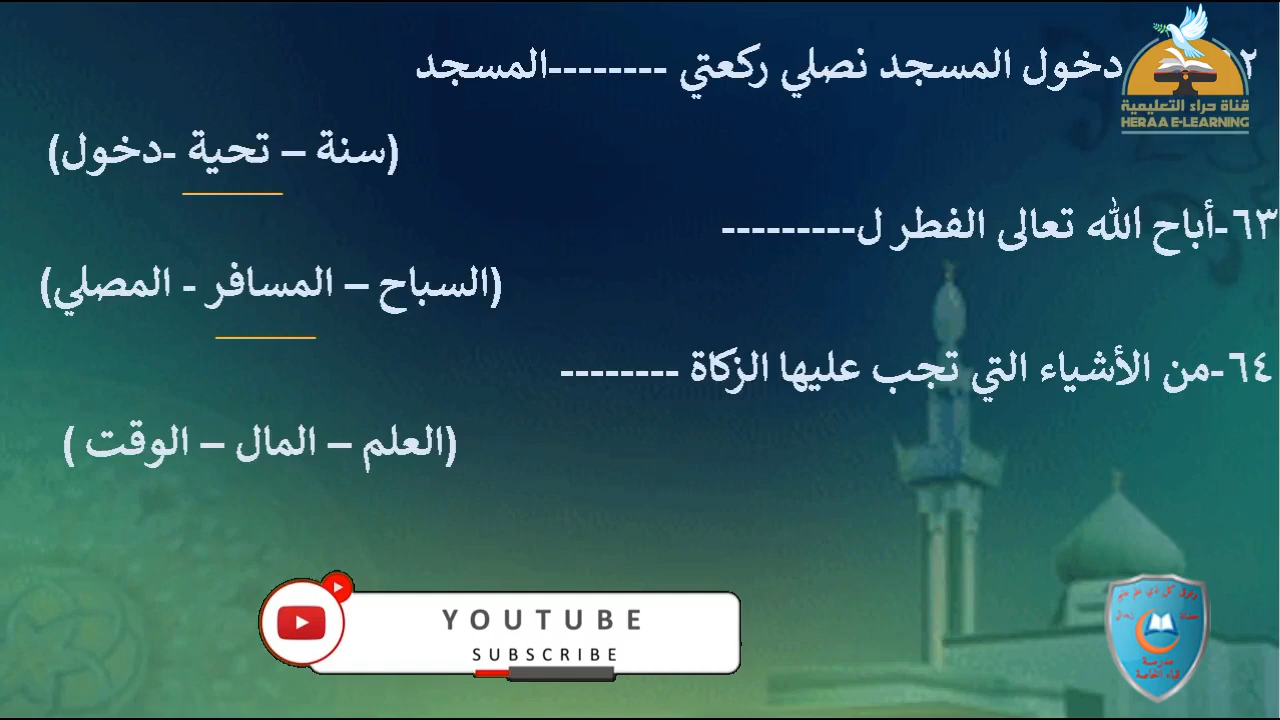 دخول المسجد نصلي ركعتي --------المسجد
(سنة – تحية -دخول)
٦٣-أباح الله تعالى الفطر ل---------
(السباح – المسافر - المصلي)
٦٤-من الأشياء التي تجب عليها الزكاة --------
(العلم – المال – الوقت )
قناة حراء التعليمية
HERAA E-LEARNING
YOUTUBE
SUBSCRIBE
مدرسة